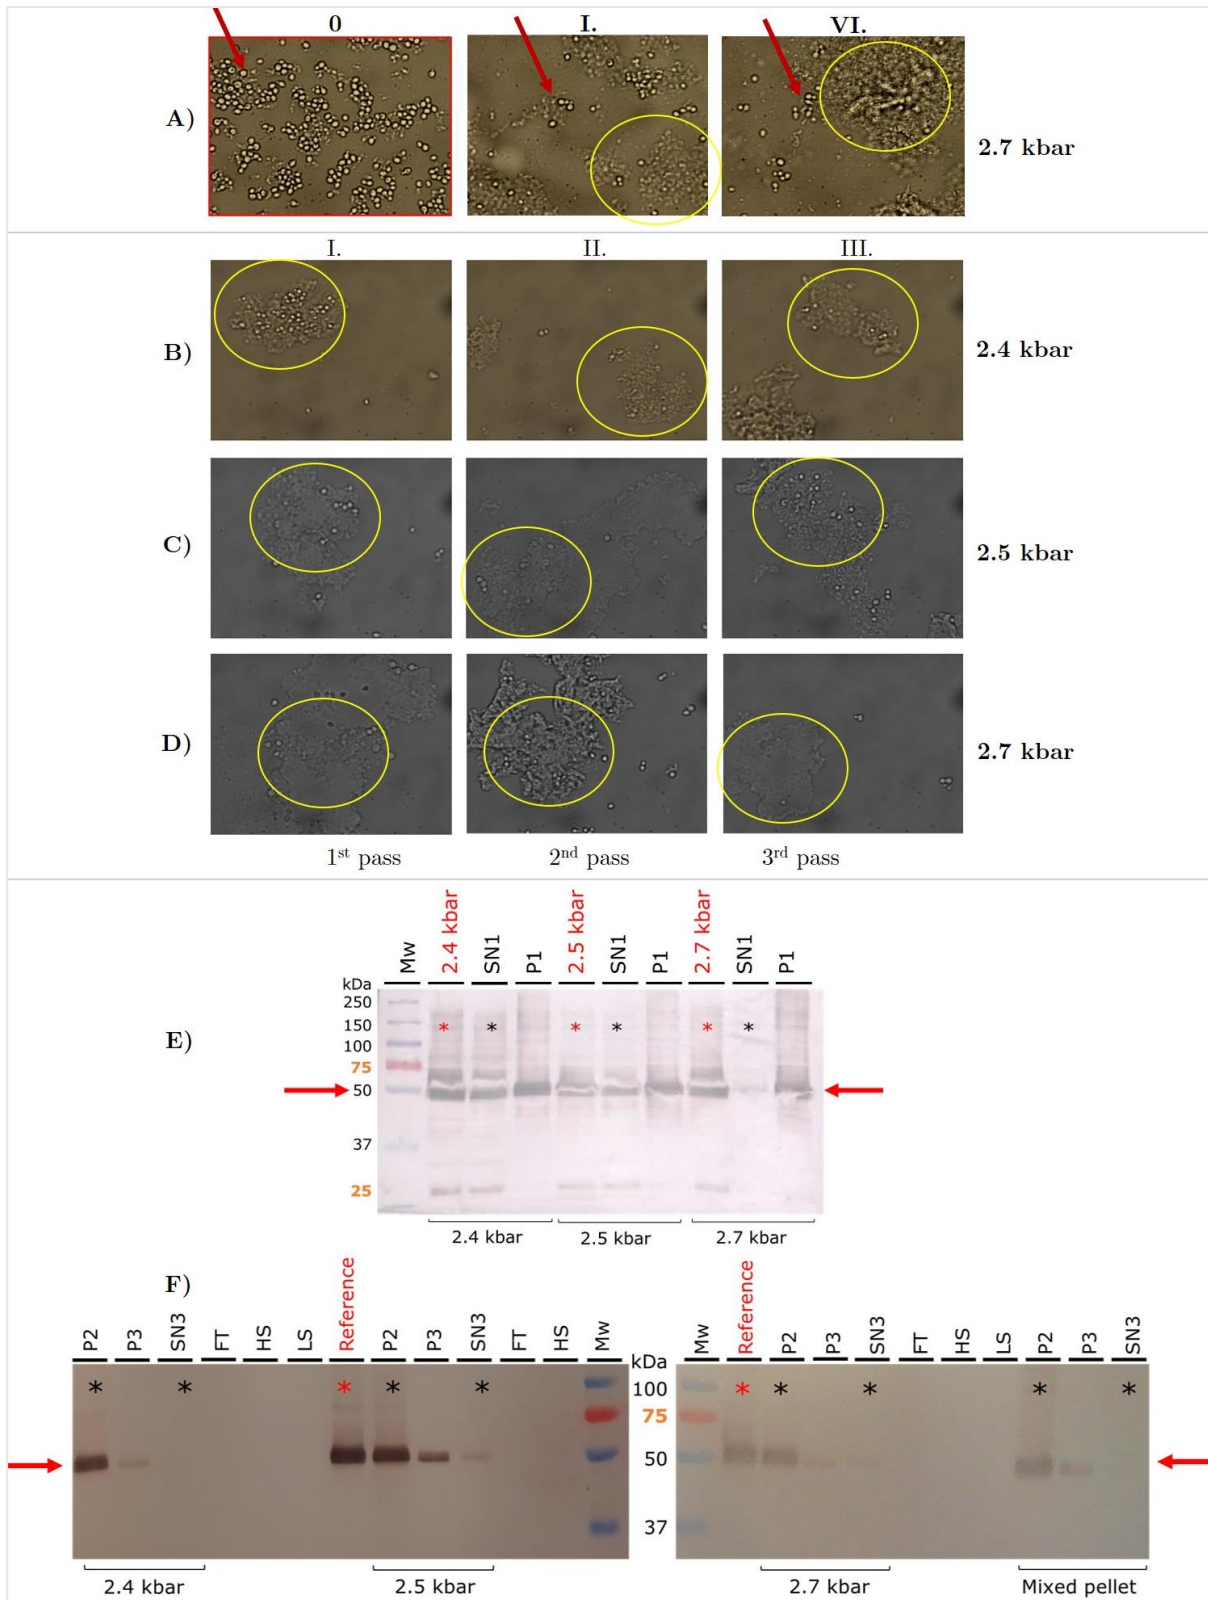 0 I. VI.
A) 2.7 kbar
I. II. III.
B) 2.4 kbar
C) 2.5 kbar
D) 2.7 kbar
1st pass 2nd pass 3rd pass
E)
Mw 2.4 kbar SN1 P1 2.5 kbar SN1 P1 2.7 kbar SN1 P1
kDa
250
150 * * * * * *
100
75
50
37
25
2.4 kbar 2.5 kbar 2.7 kbar
F)
P2 P3 SN3 FT HS LS Reference P2 P3 SN3 FT HS Mw kDa Mw Reference P2 P3 SN3 FT HS LS P2 P3 SN3
* * * * * 100 * * * * *
75
50
37
2.4 kbar 2.5 kbar 2.7 kbar Mixed pellet